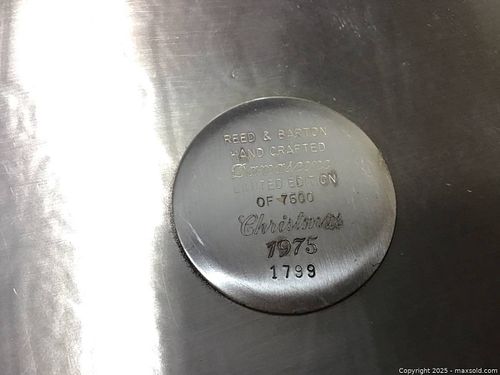 REED & BARTON
HAND CRAFTED
Damascene
LIMITED EDITION
OF 7500
Christmas
1975
1799
Copyright 2025 - maxsold.com